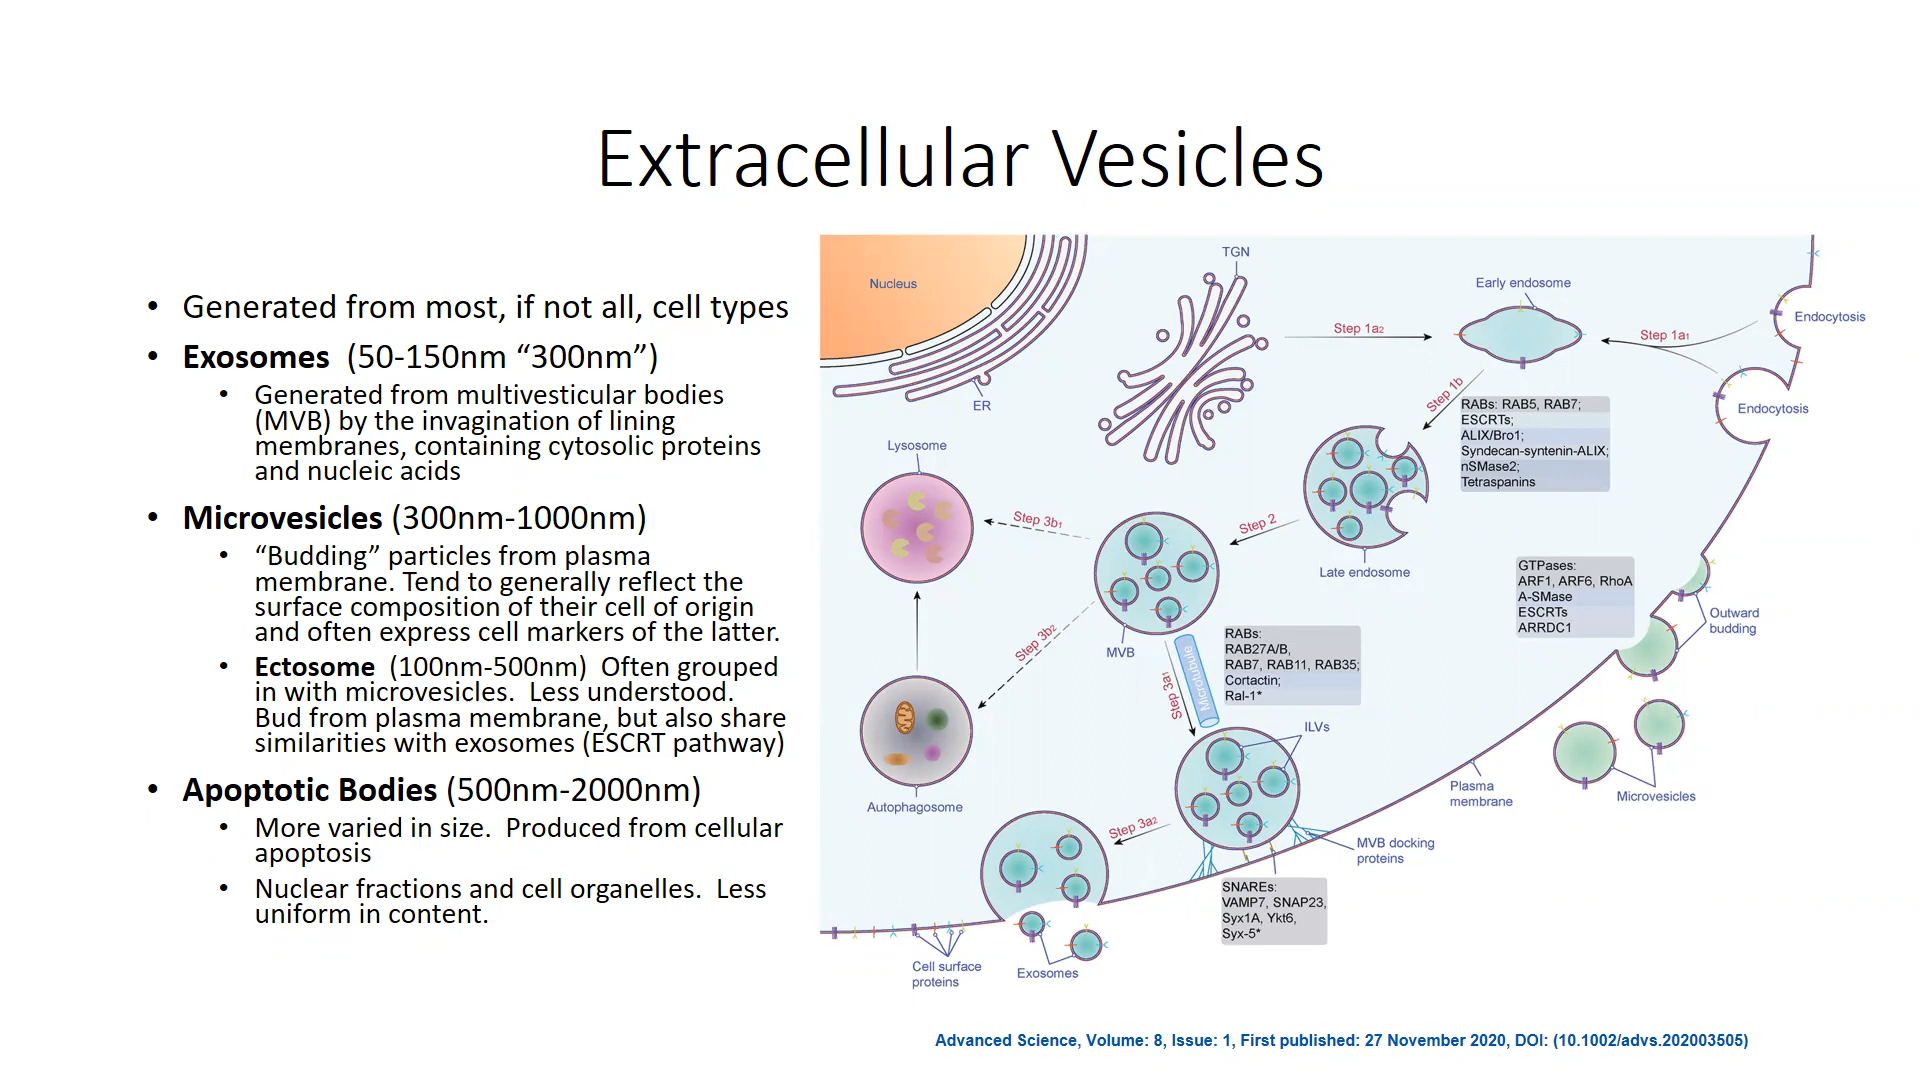 Extracellular Vesicles
• Generated from most, if not all, cell types
• Exosomes  (50-150nm “300nm”)
• Generated from multivesticular bodies
(MVB) by the invagination of lining
membranes, containing cytosolic proteins
and nucleic acids
• Microvesicles (300nm-1000nm)
• “Budding” particles from plasma
membrane. Tend to generally reflect the
surface composition of their cell of origin
and often express cell markers of the latter.
• Ectosome  (100nm-500nm)  Often grouped
in with microvesicles.  Less understood.
Bud from plasma membrane, but also share
similarities with exosomes (ESCRT pathway)
• Apoptotic Bodies (500nm-2000nm)
• More varied in size.  Produced from cellular
apoptosis
• Nuclear fractions and cell organelles.  Less
uniform in content.
Nucleus
ER
TGN
Step 1a2
Early endosome
Step 1a1
Endocytosis
Endocytosis
Step 1b
RABs: RAB5, RAB7;
ESCRTs;
ALIX/Bro1;
Syndecan-syntenin-ALIX;
nSMase2;
Tetraspanins
Lysosome
Step 3b1
Step 2
Late endosome
MVB
Step 3b2
Autophagosome
Step 3a1
Microtubule
RABs:
RAB27A/B,
RAB7, RAB11, RAB35;
Cortactin;
Ral-1*
GTPases:
ARF1, ARF6, RhoA
A-SMase
ESCRTs
ARRDC1
Outward
budding
ILVs
Plasma
membrane
Microvesicles
Step 3a2
MVB docking
proteins
SNAREs:
VAMP7, SNAP23,
Syx1A, Ykt6,
Syx-5*
Cell surface
proteins
Exosomes
Advanced Science, Volume: 8, Issue: 1, First published: 27 November 2020, DOI: (10.1002/advs.202003505)